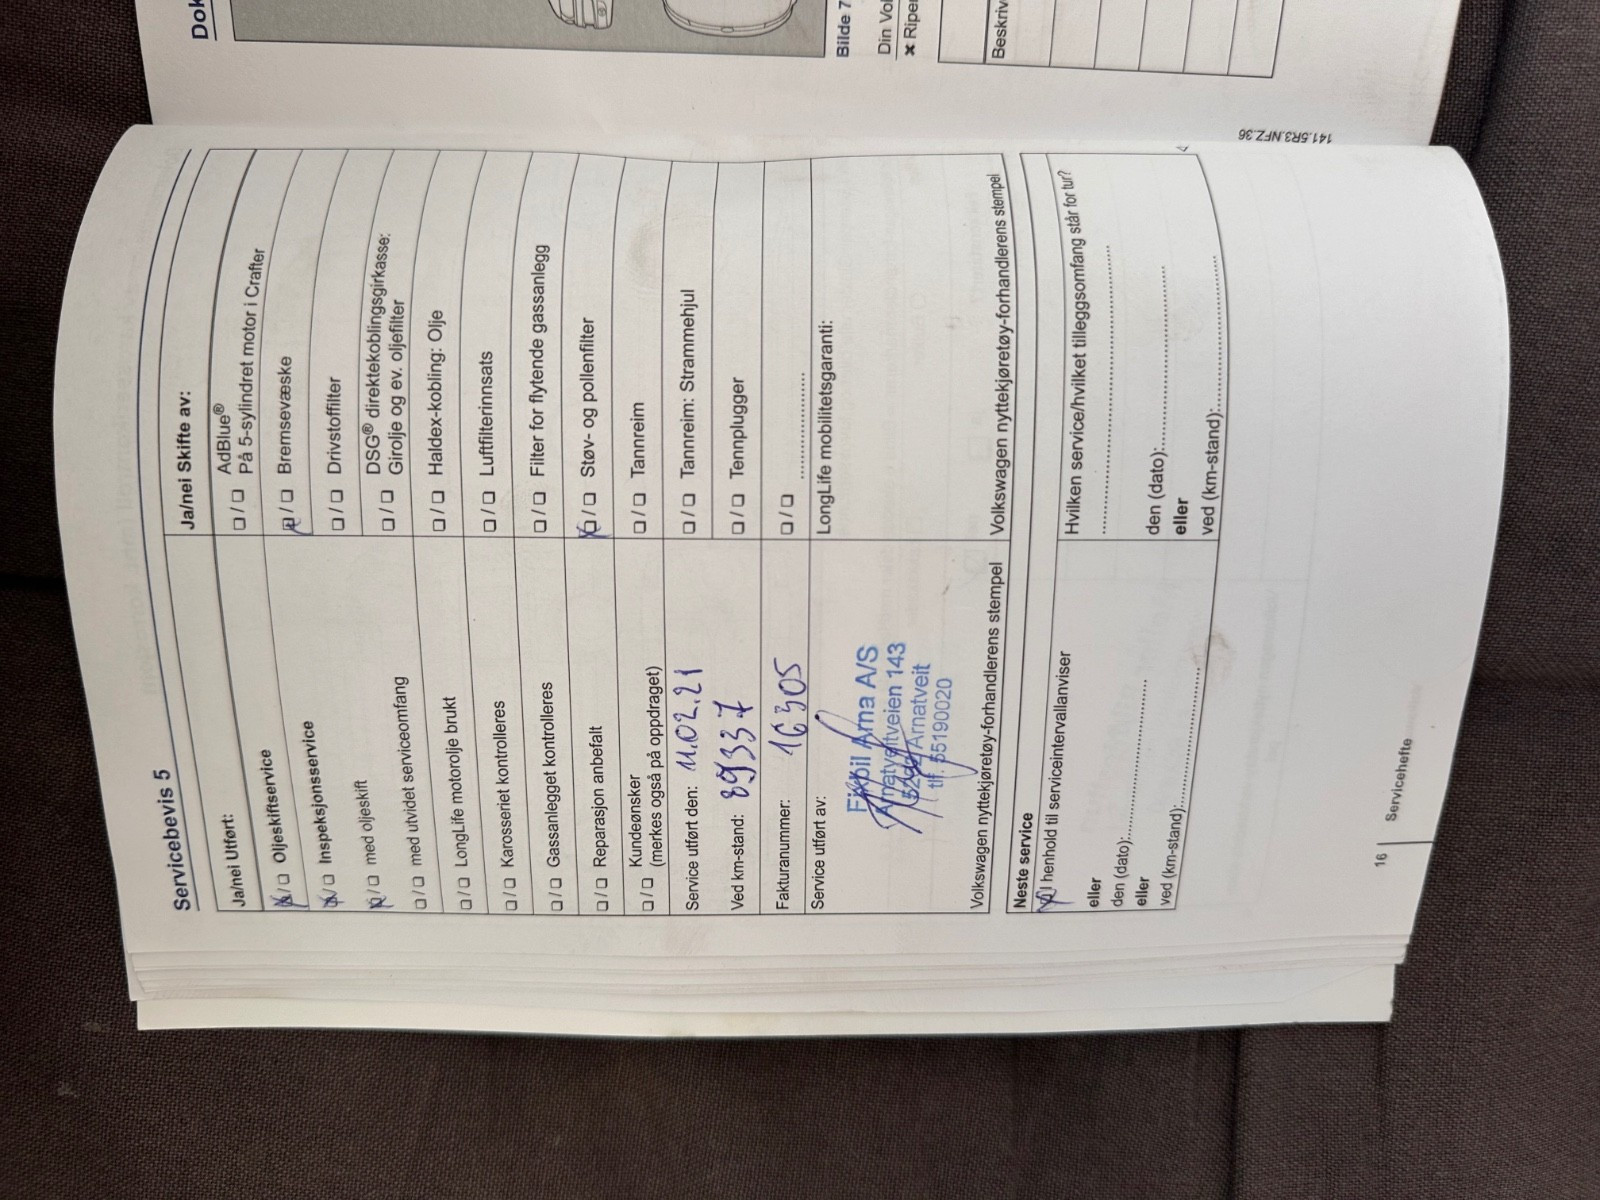 Servicebevis 5
Ja/nei Utført:
☒/☐ Oljeskiftservice
☒/☐ Inspeksjonsservice
☒/☐ med oljeskift
☐/☐ med utvidet serviceomfang
☐/☐ LongLife motorolje brukt
☐/☐ Karosseriet kontrolleres
☐/☐ Gassanlegget kontrolleres
☐/☐ Reparasjon anbefalt
☐/☐ Kundeønsker
(merkes også på oppdraget)
Service utført den: 11.02.21
Ved km-stand: 89337
Fakturanummer: 16305
Service utført av:
Fixbil Arna A/S
Arnatveitveien 143
Arnatveit
tlf. 55190020
Volkswagen nyttekjøretøy-forhandlerens stempel
Ja/nei Skifte av:
☐/☐ AdBlue®
På 5-sylindret motor i Crafter
☒/☐ Bremsevæske
☐/☐ Drivstoffilter
DSG® direktekoblingsgirkasse:
☐/☐ Girolje og ev. oljefilter
☐/☐ Haldex-kobling: Olje
☐/☐ Luftfilterinnsats
☐/☐ Filter for flytende gassanlegg
☒/☐ Støv- og pollenfilter
☐/☐ Tannreim
☐/☐ Tannreim: Strammehjul
☐/☐ Tennplugger
☐/☐ ....................
LongLife mobilitetsgaranti:
Volkswagen nyttekjøretøy-forhandlerens stempel
Neste service
☒ I henhold til serviceintervallanviser
eller
den (dato):..............................
eller
ved (km-stand):..............................
Hvilken service/hvilket tilleggsomfang står for tur?
..................................................
den (dato):..............................
eller
ved (km-stand):..............................
16
Servicehefte
141.5R3.NFZ.36
Dok
Bilde 7
Din Vol
✖ Riper
Beskriv